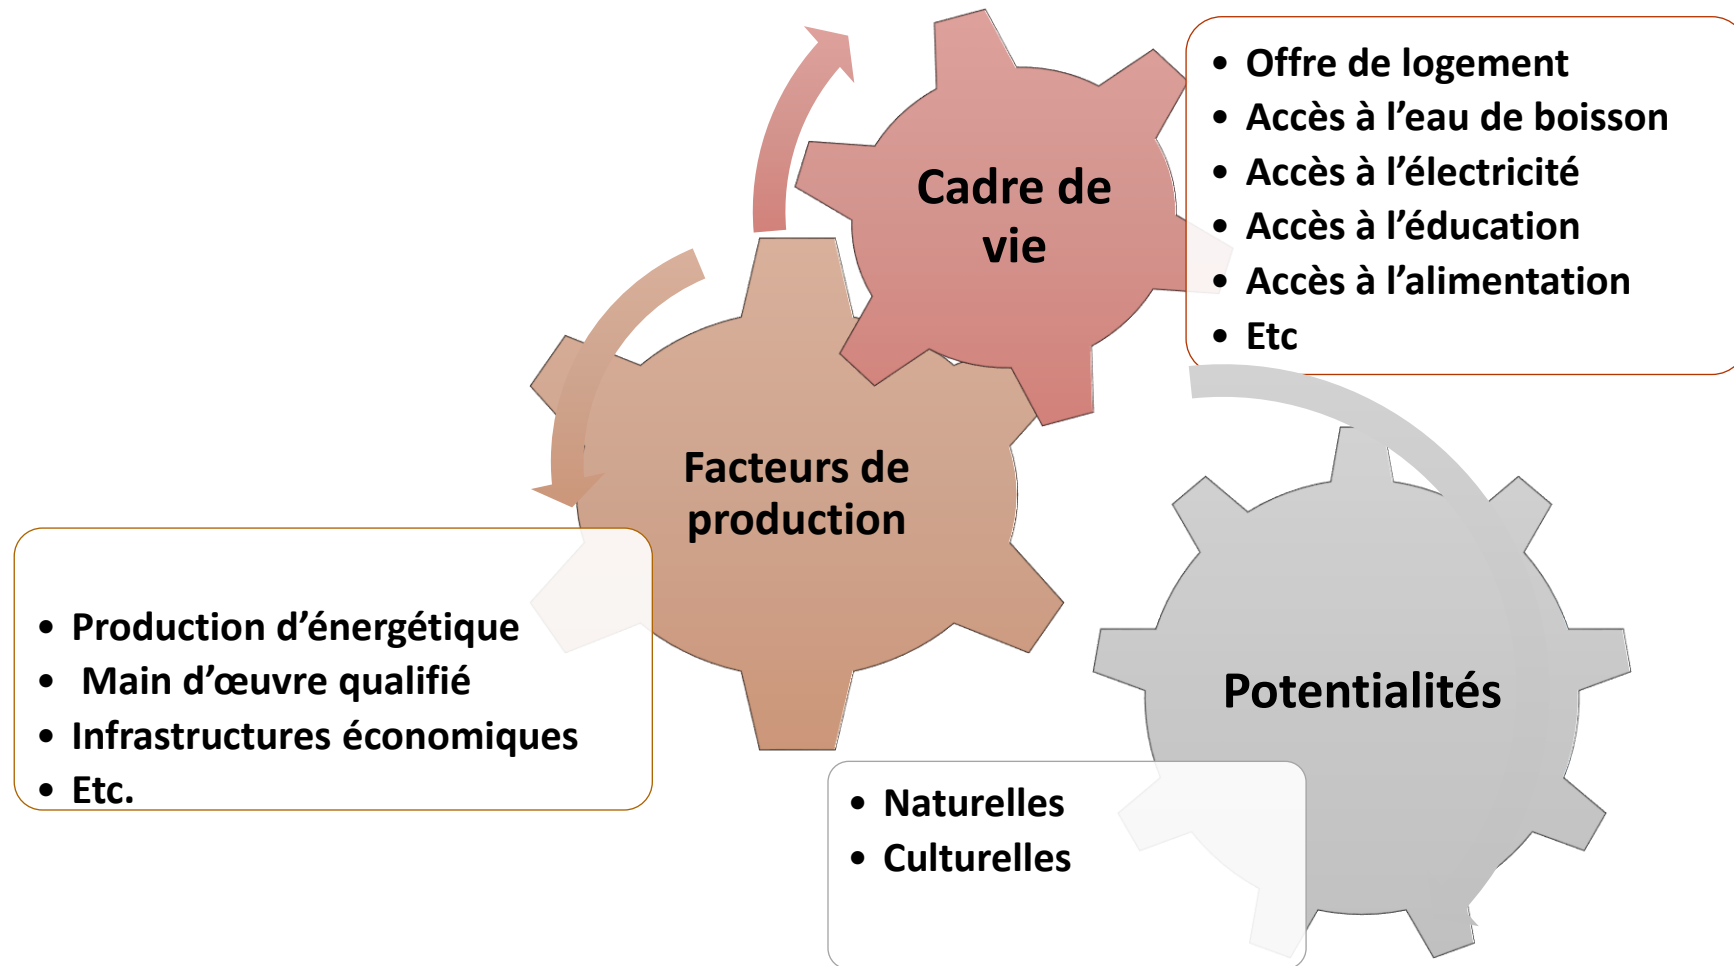 Cadre de
vie
• Offre de logement
• Accès à l’eau de boisson
• Accès à l’électricité
• Accès à l’éducation
• Accès à l’alimentation
• Etc
Facteurs de
production
• Production d’énergétique
• Main d’œuvre qualifié
• Infrastructures économiques
• Etc.
Potentialités
• Naturelles
• Culturelles